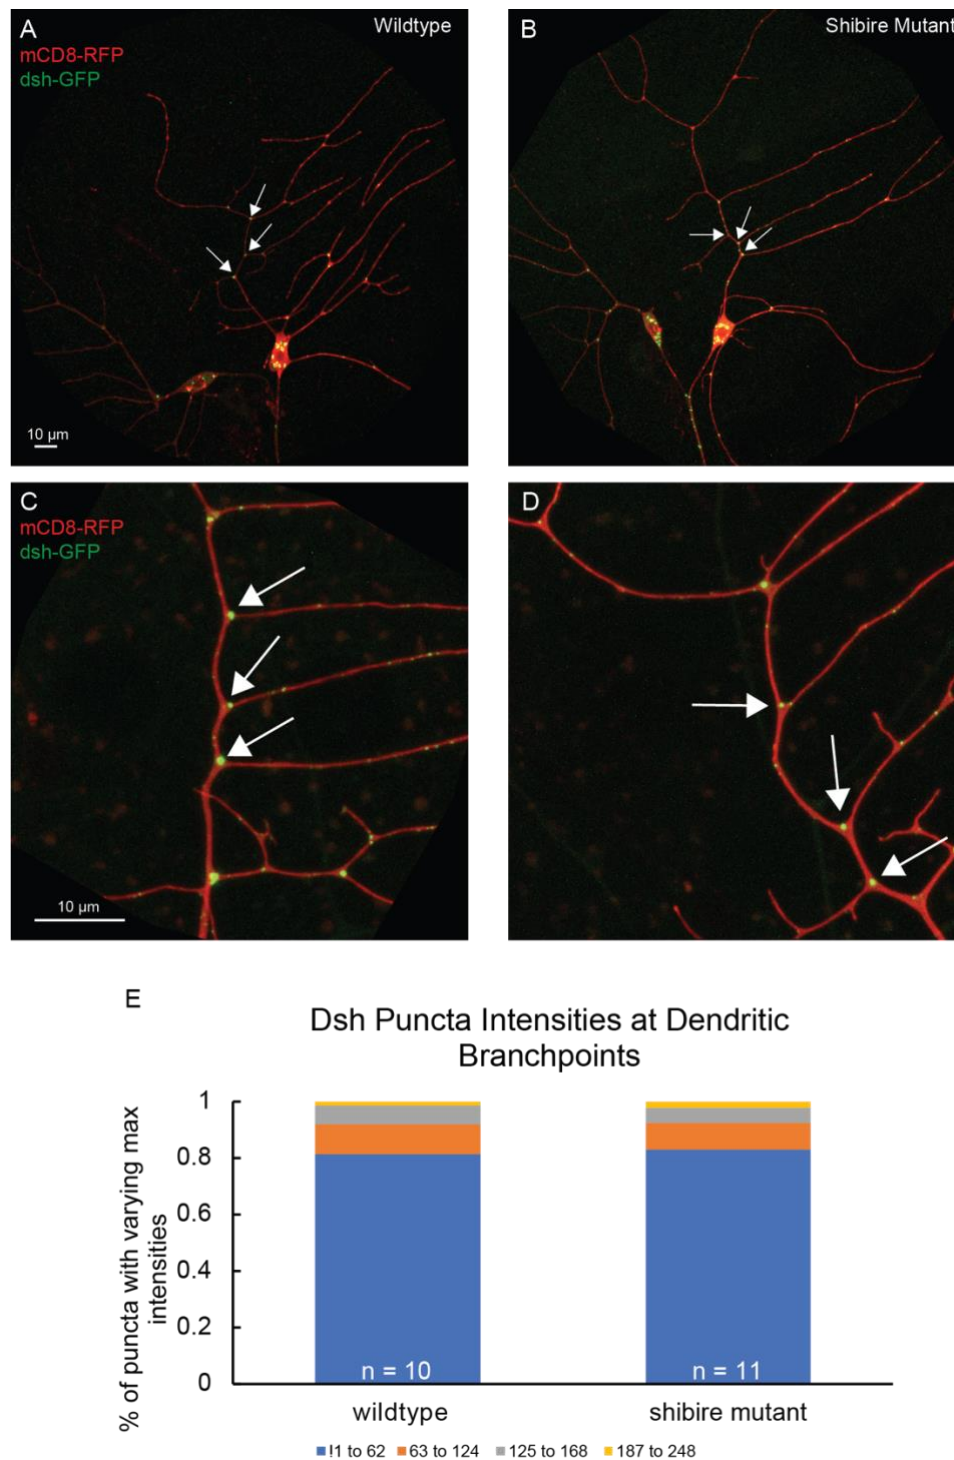 A
Wildtype
mCD8-RFP
dsh-GFP
10 µm
B
Shibire Mutant
C
mCD8-RFP
dsh-GFP
10 µm
D
E
Dsh Puncta Intensities at Dendritic
Branchpoints
% of puncta with varying max
intensities
1
0.8
0.6
0.4
0.2
0
n = 10
n = 11
wildtype
shibire mutant
!1 to 62
63 to 124
125 to 168
187 to 248